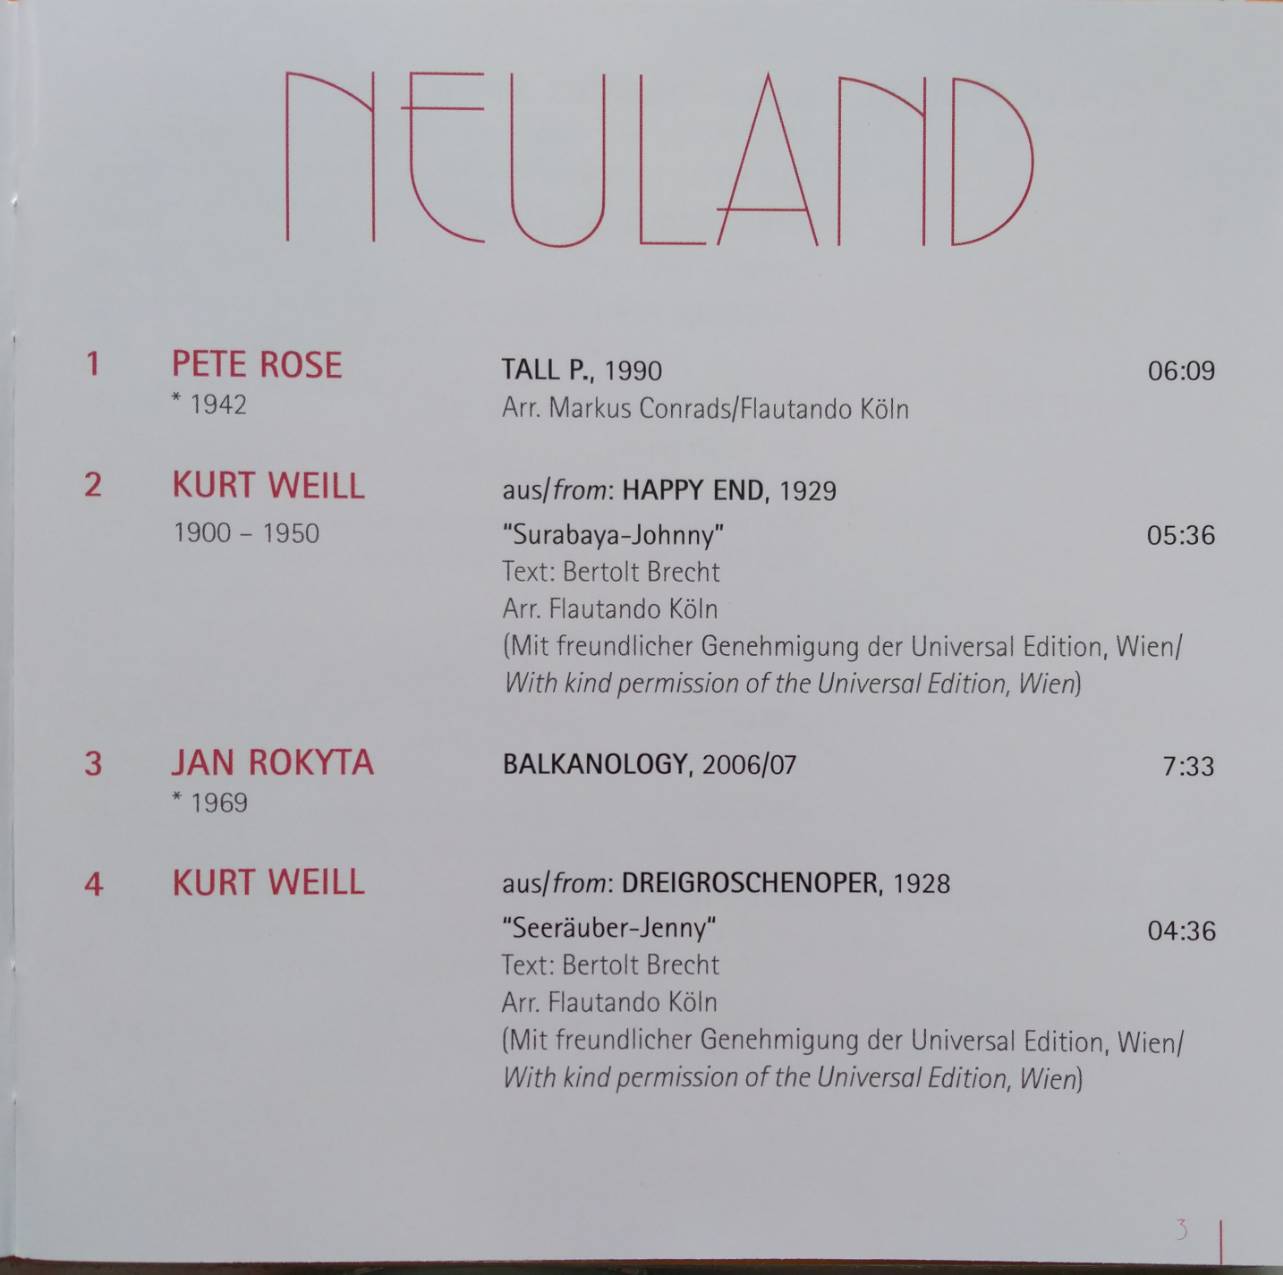 NEULAND
1 PETE ROSE TALL P., 1990 06:09
* 1942 Arr. Markus Conrads/Flautando Köln
2 KURT WEILL aus/from: HAPPY END, 1929
1900 – 1950 "Surabaya-Johnny" 05:36
Text: Bertolt Brecht
Arr. Flautando Köln
(Mit freundlicher Genehmigung der Universal Edition, Wien/
With kind permission of the Universal Edition, Wien)
3 JAN ROKYTA BALKANOLOGY, 2006/07 7:33
* 1969
4 KURT WEILL aus/from: DREIGROSCHENOPER, 1928
"Seeräuber-Jenny" 04:36
Text: Bertolt Brecht
Arr. Flautando Köln
(Mit freundlicher Genehmigung der Universal Edition, Wien/
With kind permission of the Universal Edition, Wien)
3